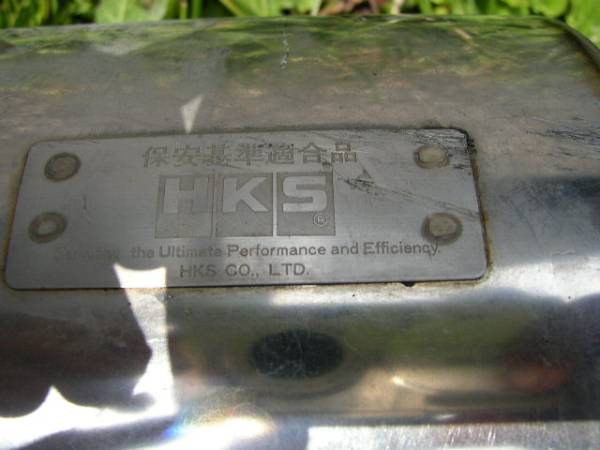 保安基準適合品
HKS®
the Ultimate Performance and Efficiency.
HKS CO., LTD.